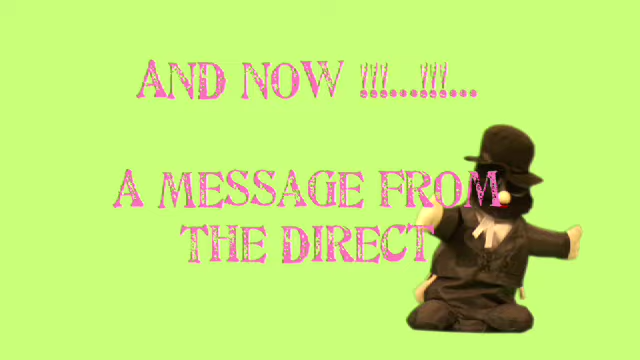 AND NOW !!!...!!!...
A MESSAGE FROM
THE DIRECT